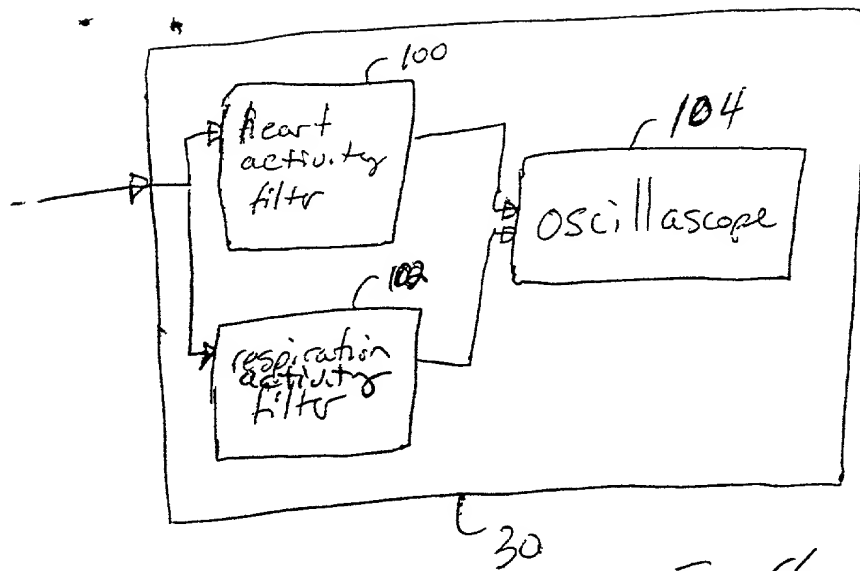 100
heart
activity
filter
104
oscillascope
102
respiration
activity
filter
30